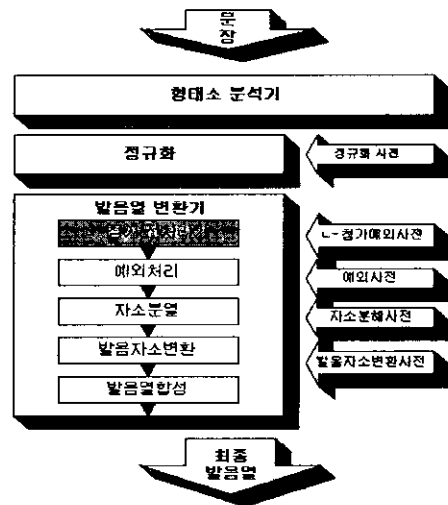 문
장
형태소 분석기
정규화
정규화 사전
발음열 변환기
ㄴ-첨가예외사전
예외처리
예외사전
자소분열
자소분해사전
발음자소변환
발음자소변환사전
발음열합성
최종
발음열